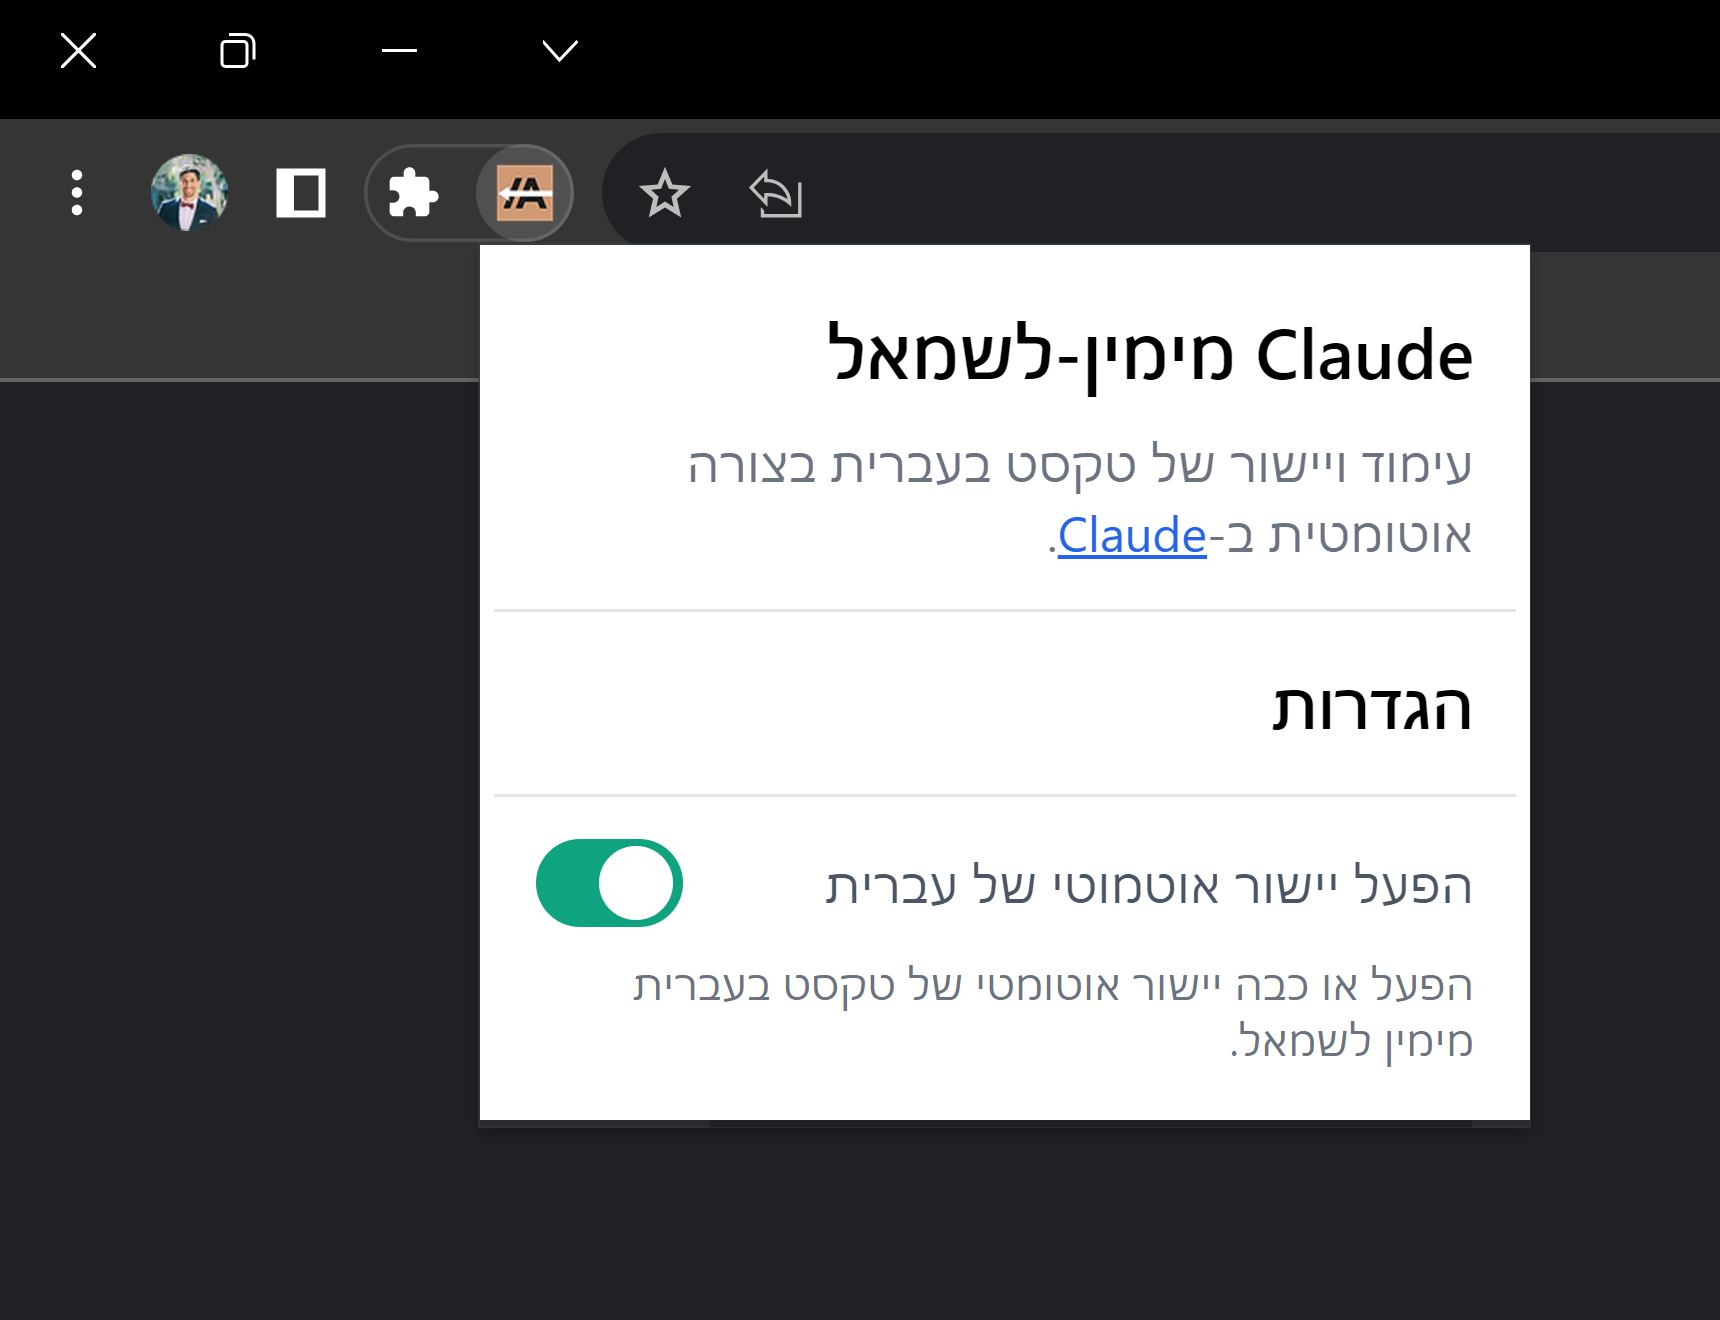 Claude מימין-לשמאל
עימוד ויישור של טקסט בעברית בצורה
אוטומטית ב-Claude.
הגדרות
הפעל יישור אוטמוטי של עברית
הפעל או כבה יישור אוטומטי של טקסט בעברית
מימין לשמאל.